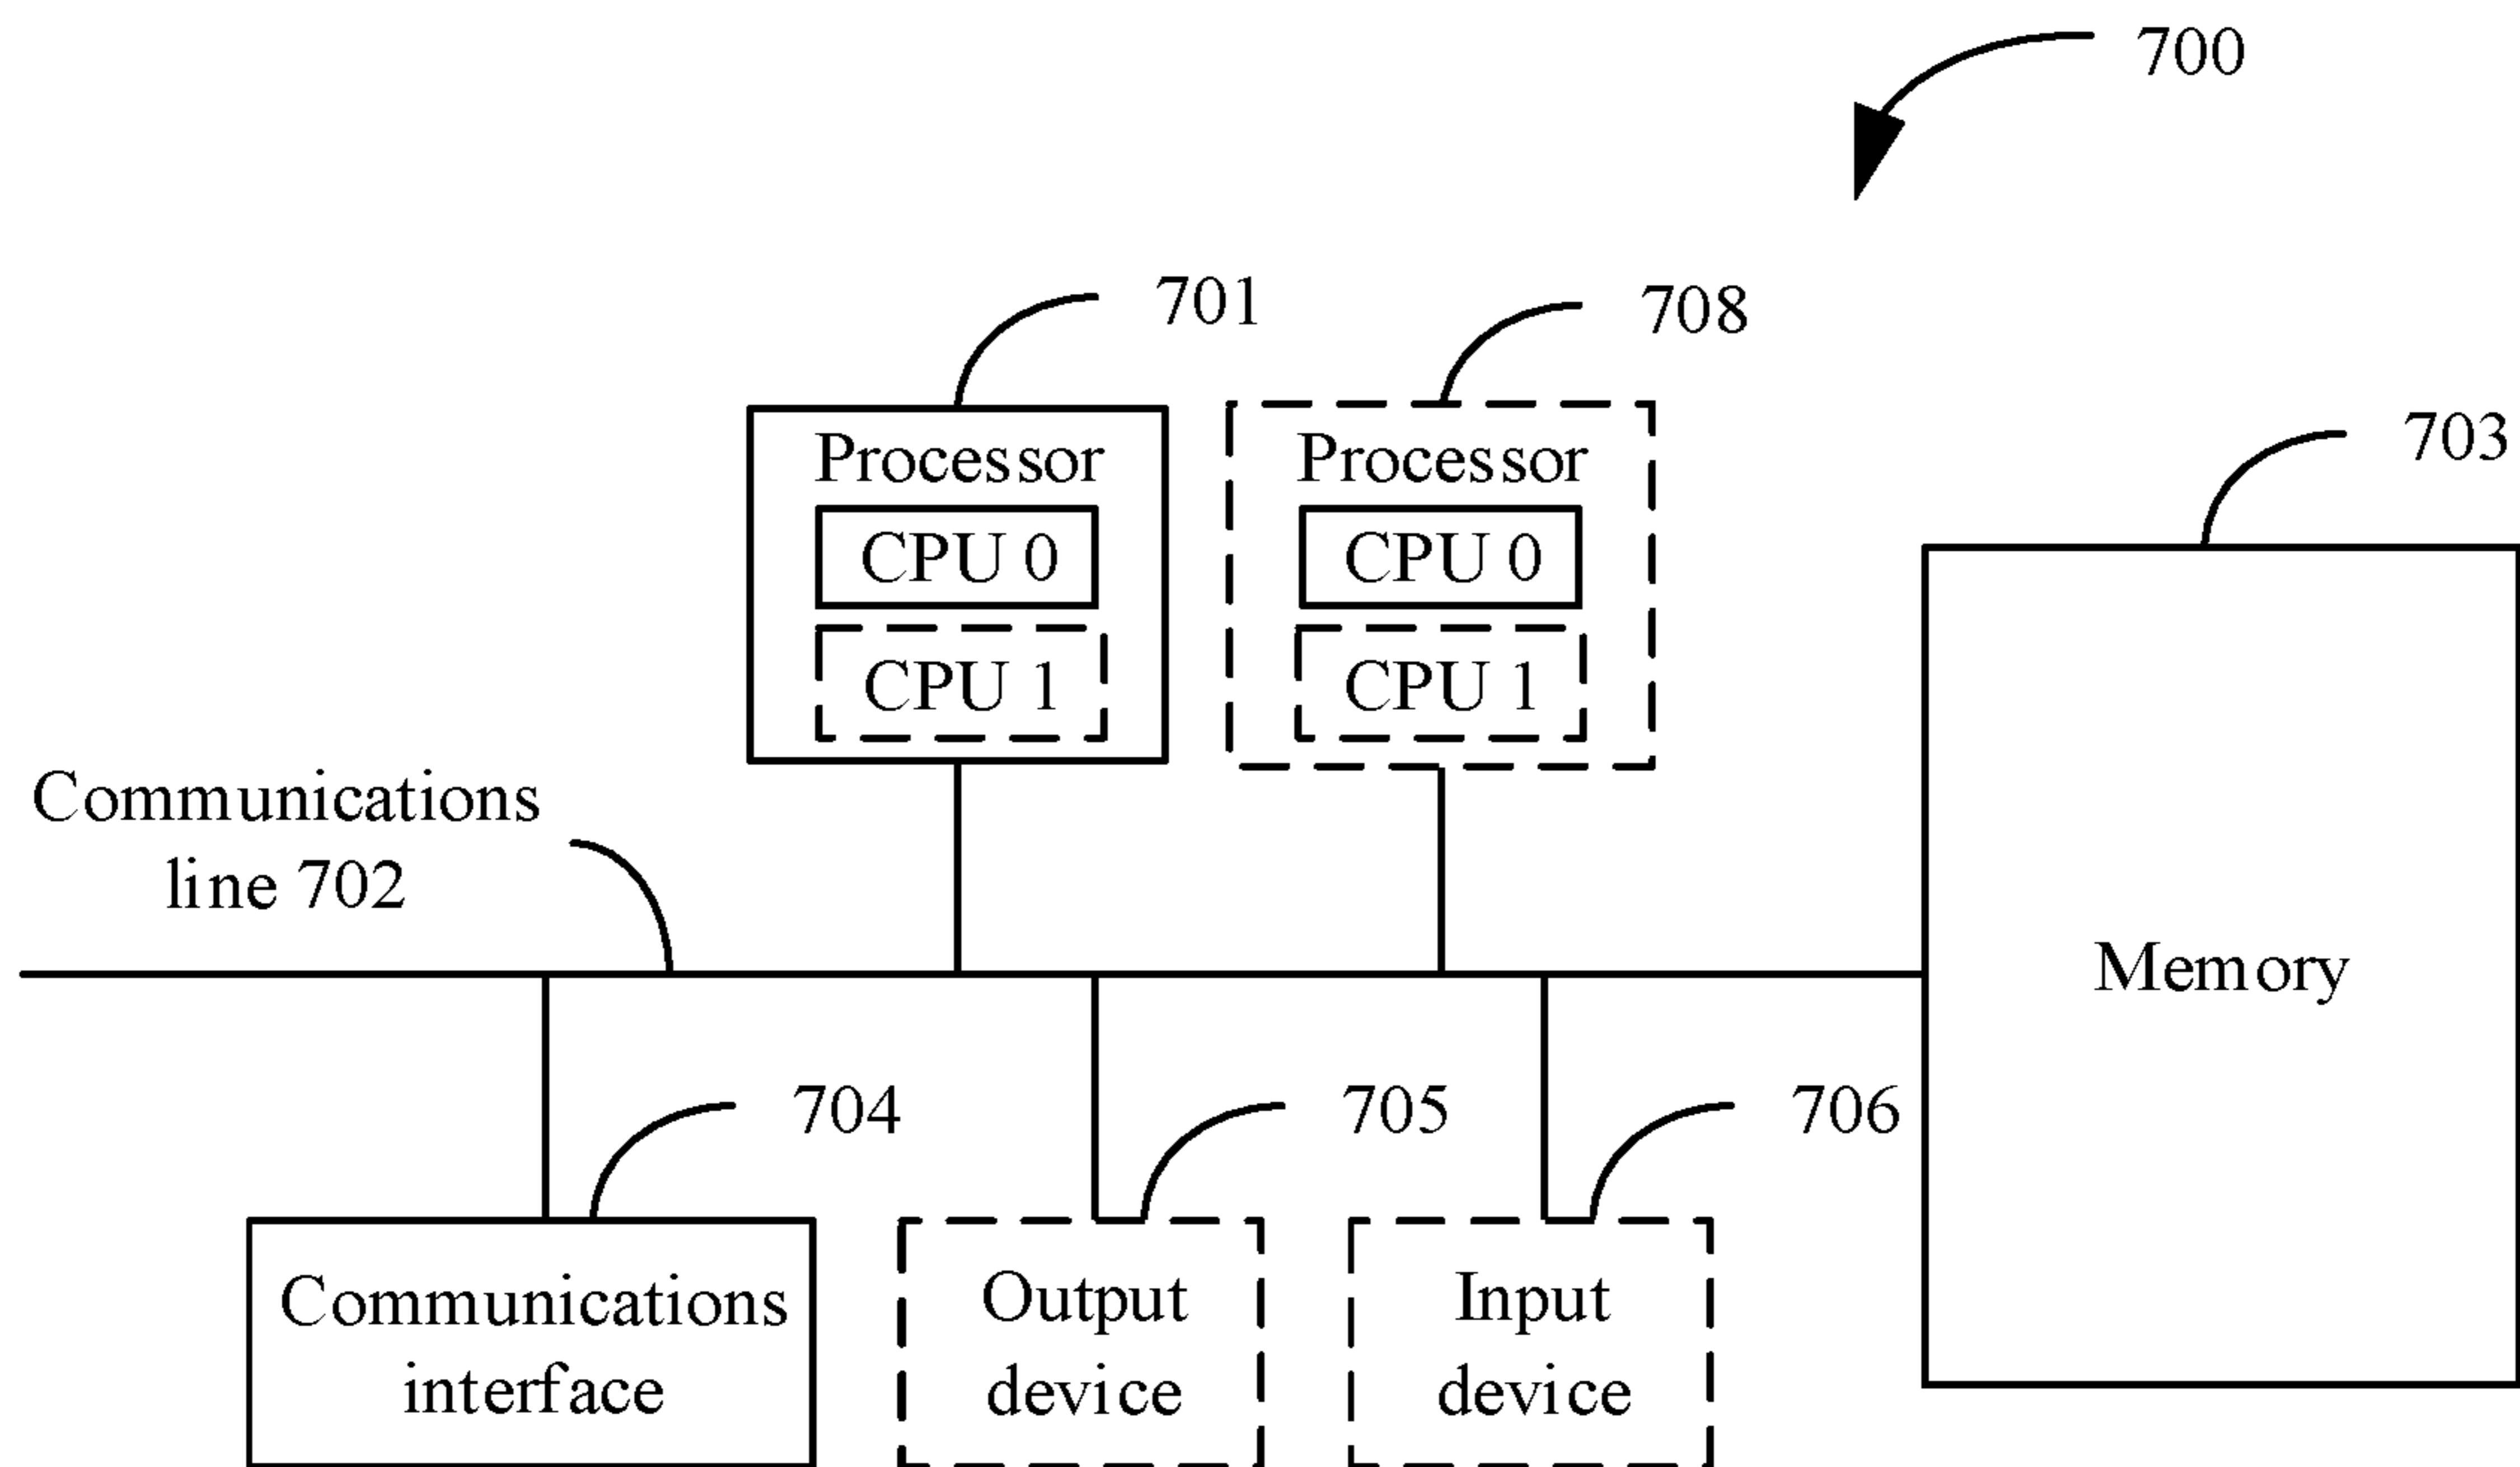 700
701
708
703
Processor
CPU 0
CPU 1
Processor
CPU 0
CPU 1
Communications
line 702
Memory
704
705
706
Communications
interface
Output
device
Input
device